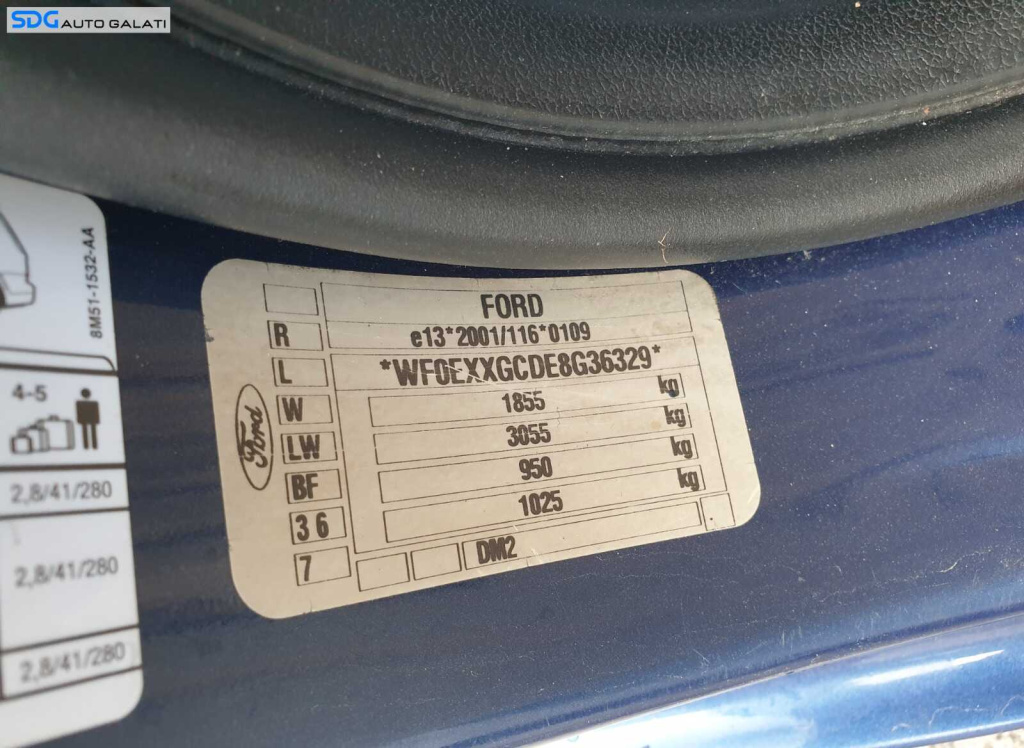 SDG AUTO GALATI
8M51-1532-AA
4-5
2,8/41/280
2,8/41/280
2,8/41/280
Ford
FORD
R e13*2001/116*0109
L *WF0EXXGCDE8G36329*
W 1855 kg
LW 3055 kg
BF 950 kg
3 6 1025 kg
7 DM2